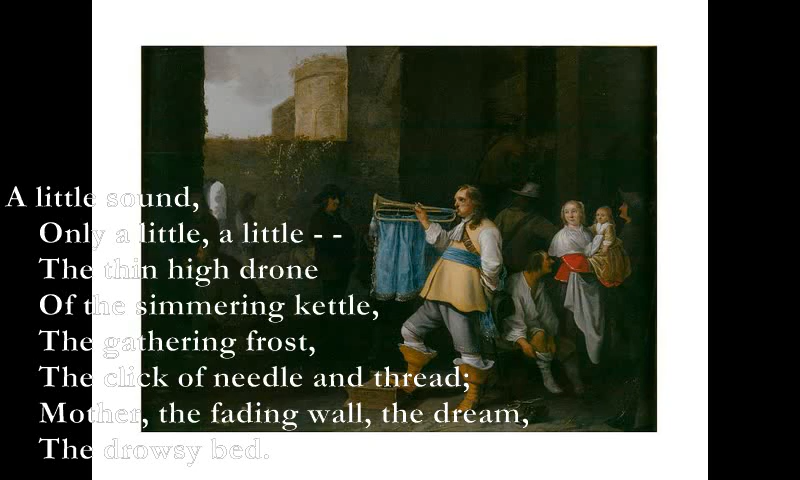 A little sound,
Only a little, a little - -
The thin high drone
Of the simmering kettle,
The gathering frost,
The click of needle and thread;
Mother, the fading wall, the dream,
The drowsy bed.